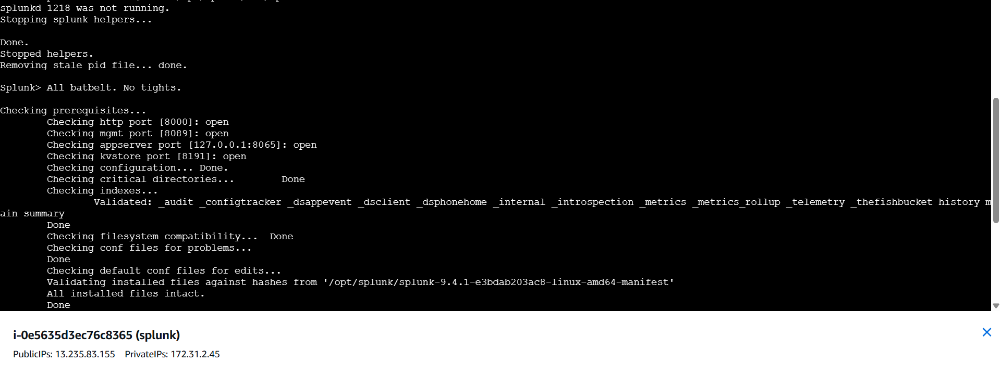 splunkd 1218 was not running.
Stopping splunk helpers...
Done.
Stopped helpers.
Removing stale pid file... done.
Splunk> All batbelt. No tights.
Checking prerequisites...
Checking http port [8000]: open
Checking mgmt port [8089]: open
Checking appserver port [127.0.0.1:8065]: open
Checking kvstore port [8191]: open
Checking configuration... Done.
Checking critical directories... Done
Checking indexes...
Validated: _audit _configtracker _dsappevent _dsclient _dsphonehome _internal _introspection _metrics _metrics_rollup _telemetry _thefishbucket history m
ain summary
Done
Checking filesystem compatibility... Done
Checking conf files for problems...
Done
Checking default conf files for edits...
Validating installed files against hashes from '/opt/splunk/splunk-9.4.1-e3bdab203ac8-linux-amd64-manifest'
All installed files intact.
Done
i-0e5635d3ec76c8365 (splunk)
PublicIPs: 13.235.83.155 PrivateIPs: 172.31.2.45